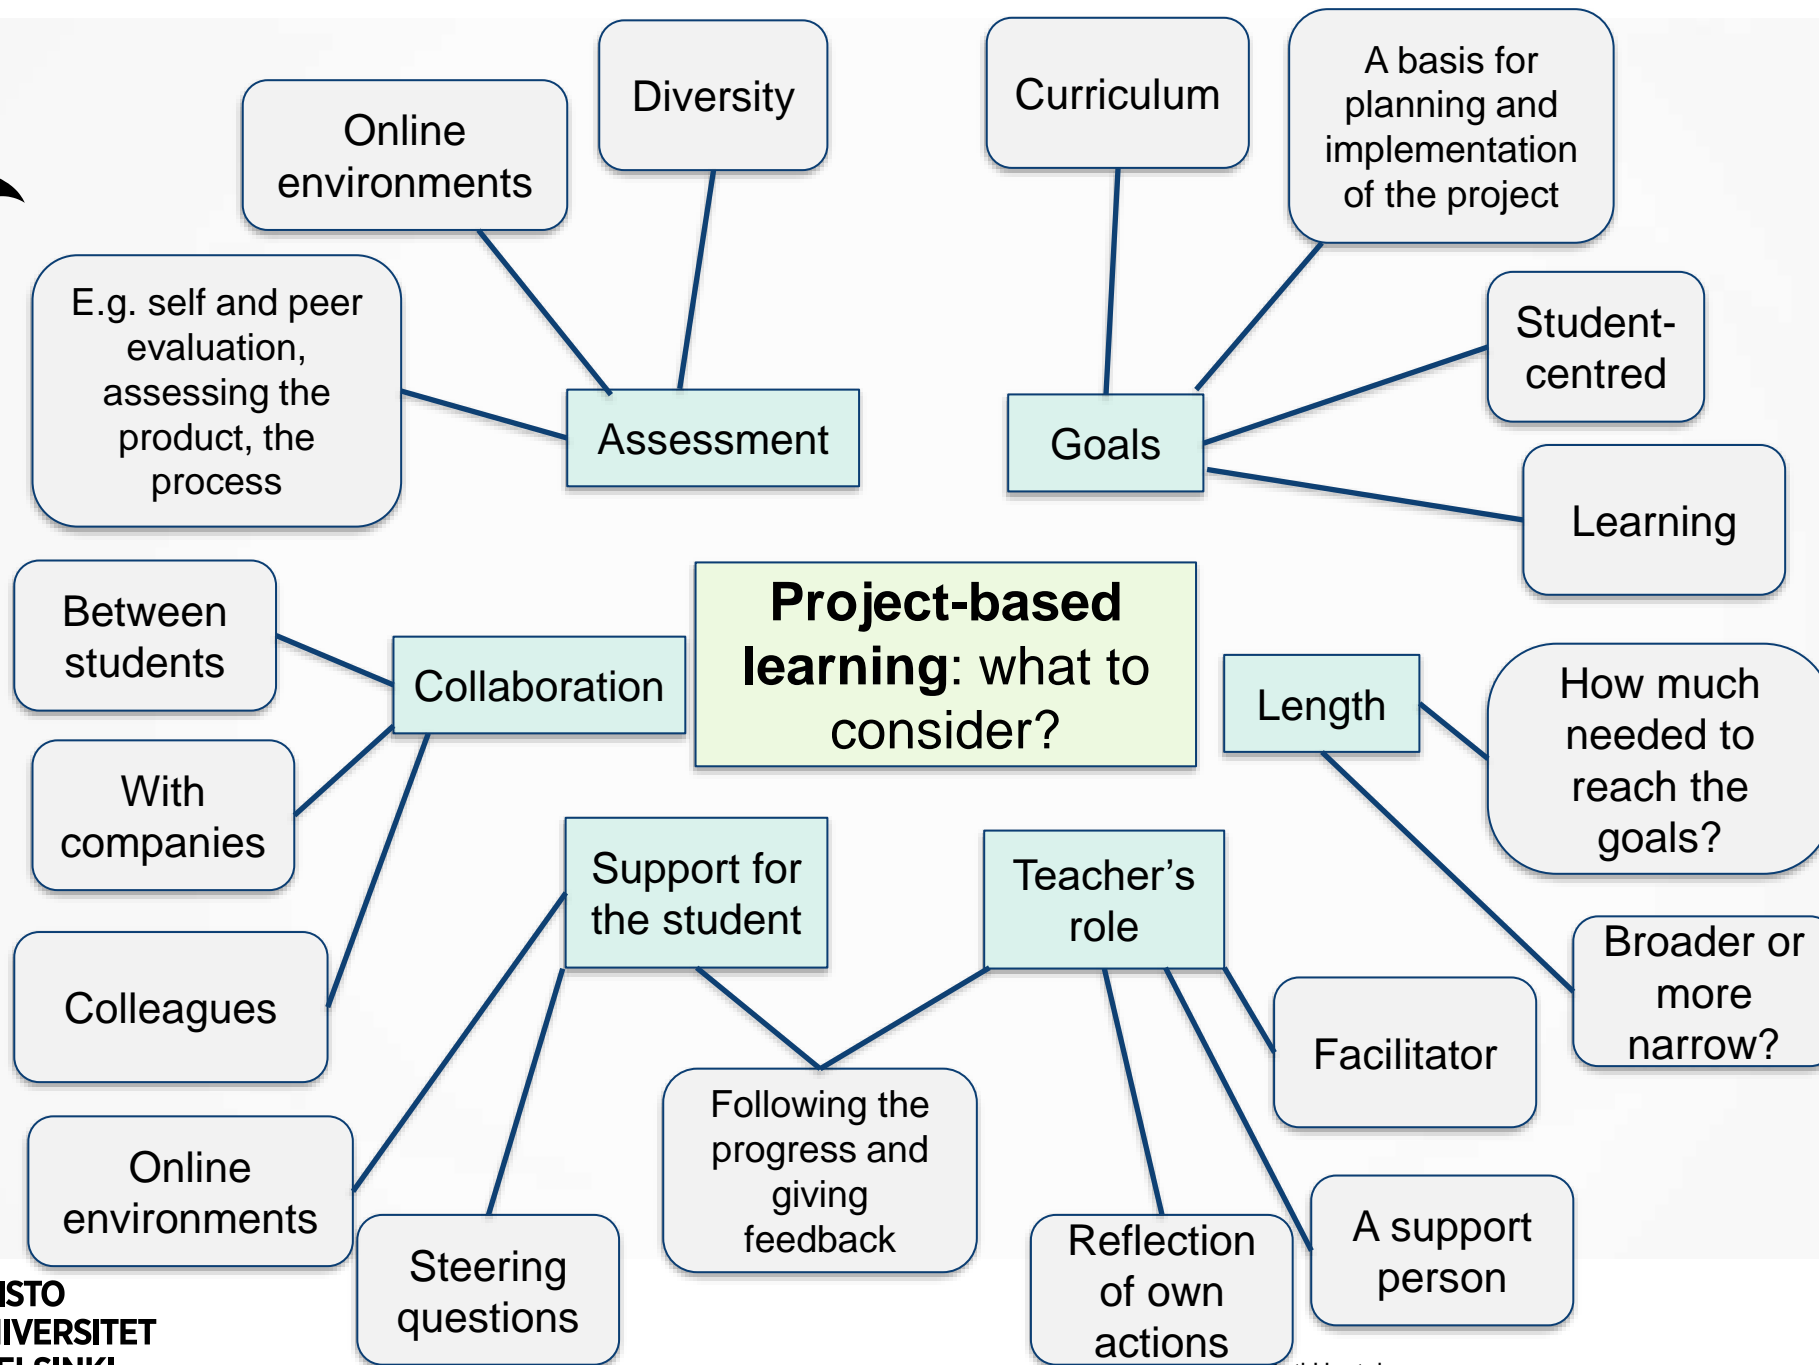 Diversity
Curriculum
A basis for
planning and
implementation
of the project
Online
environments
E.g. self and peer
evaluation,
assessing the
product, the
process
Student-
centred
Assessment
Goals
Learning
Between
students
Project-based
learning: what to
consider?
Collaboration
Length
How much
needed to
reach the
goals?
With
companies
Support for
the student
Teacher's
role
Broader or
more
narrow?
Colleagues
Facilitator
Following the
progress and
giving
feedback
Online
environments
Steering
questions
Reflection
of own
actions
A support
person
ISTO
IVERSITET
ELSINKI